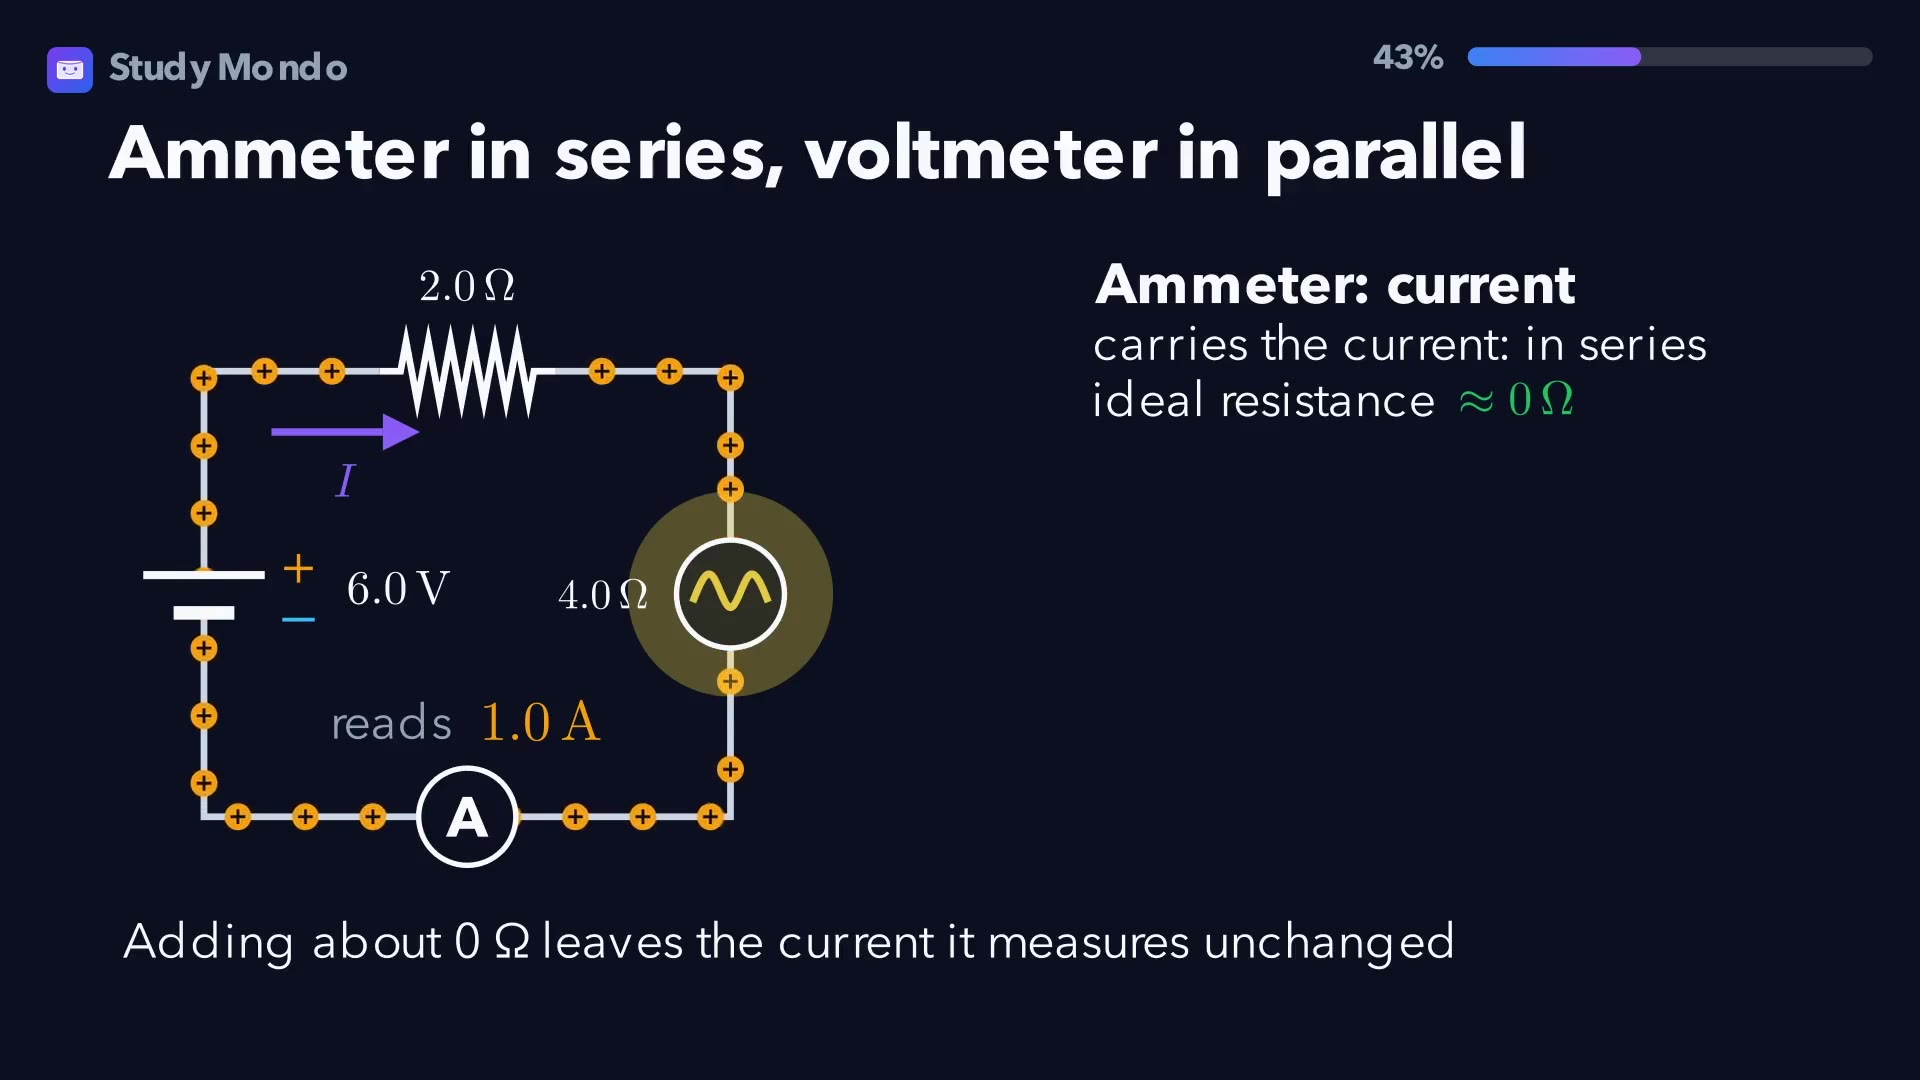 Study Mondo
43%
Ammeter in series, voltmeter in parallel
2.0 Ω
I
+
−
6.0 V
4.0 Ω
reads 1.0 A
A
Ammeter: current
carries the current: in series
ideal resistance ≈ 0 Ω
Adding about 0 Ω leaves the current it measures unchanged